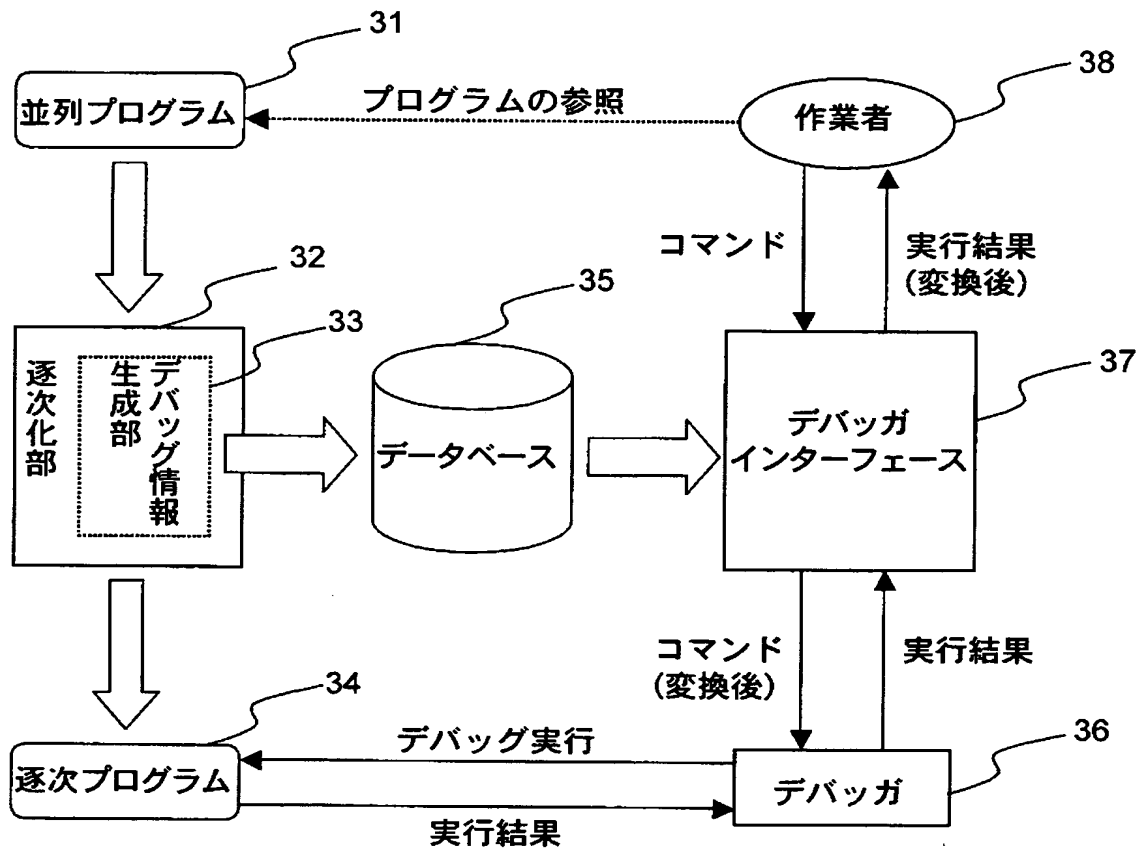 31
並列プログラム
プログラムの参照
38
作業者
コマンド
実行結果
(変換後)
32
33
35
37
逐次化部
デバッグ情報
生成部
データベース
デバッガ
インターフェース
コマンド
(変換後)
実行結果
34
逐次プログラム
デバッグ実行
実行結果
36
デバッガ